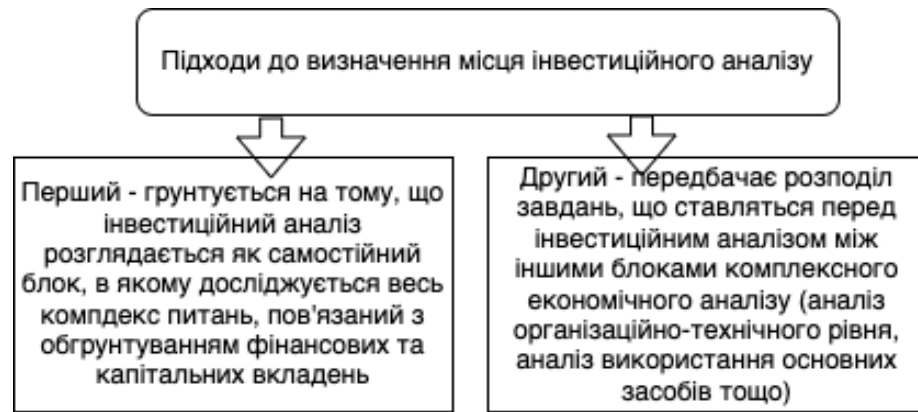 Підходи до визначення місця інвестиційного аналізу
Перший - грунтується на тому, що
інвестиційний аналіз
розглядається як самостійний
блок, в якому досліджується весь
компдекс питань, пов'язаний з
обгрунтуванням фінансових та
капітальних вкладень
Другий - передбачає розподіл
завдань, що ставляться перед
інвестиційним аналізом між
іншими блоками комплексного
економічного аналізу (аналіз
організаційно-технічного рівня,
аналіз використання основних
засобів тощо)